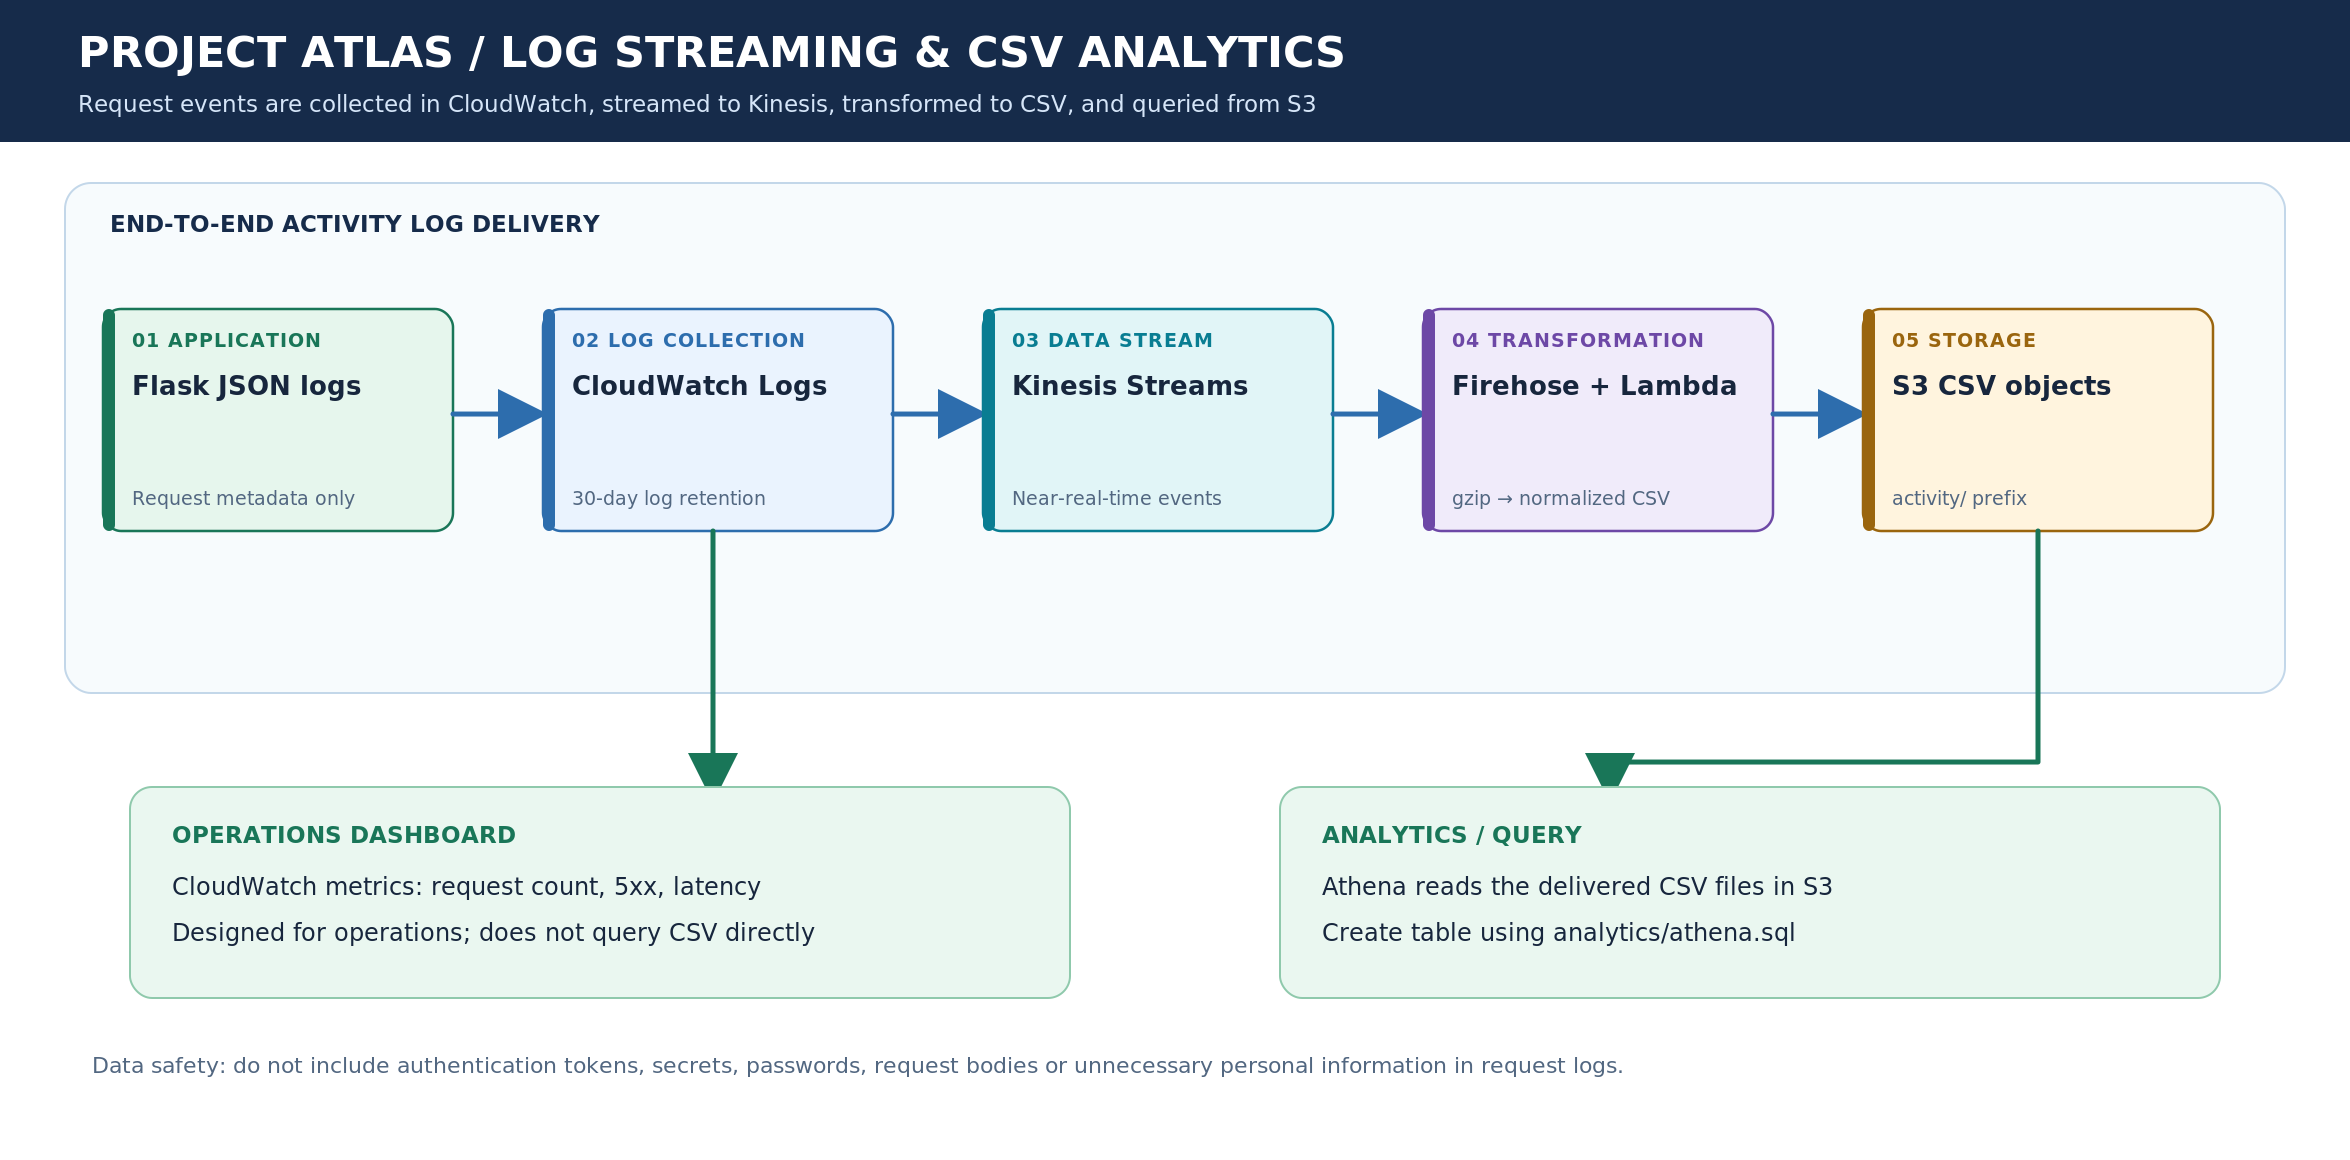 PROJECT ATLAS / LOG STREAMING & CSV ANALYTICS
Request events are collected in CloudWatch, streamed to Kinesis, transformed to CSV, and queried from S3
END-TO-END ACTIVITY LOG DELIVERY
01 APPLICATION
Flask JSON logs
Request metadata only
02 LOG COLLECTION
CloudWatch Logs
30-day log retention
03 DATA STREAM
Kinesis Streams
Near-real-time events
04 TRANSFORMATION
Firehose + Lambda
gzip → normalized CSV
05 STORAGE
S3 CSV objects
activity/ prefix
OPERATIONS DASHBOARD
CloudWatch metrics: request count, 5xx, latency
Designed for operations; does not query CSV directly
ANALYTICS / QUERY
Athena reads the delivered CSV files in S3
Create table using analytics/athena.sql
Data safety: do not include authentication tokens, secrets, passwords, request bodies or unnecessary personal information in request logs.